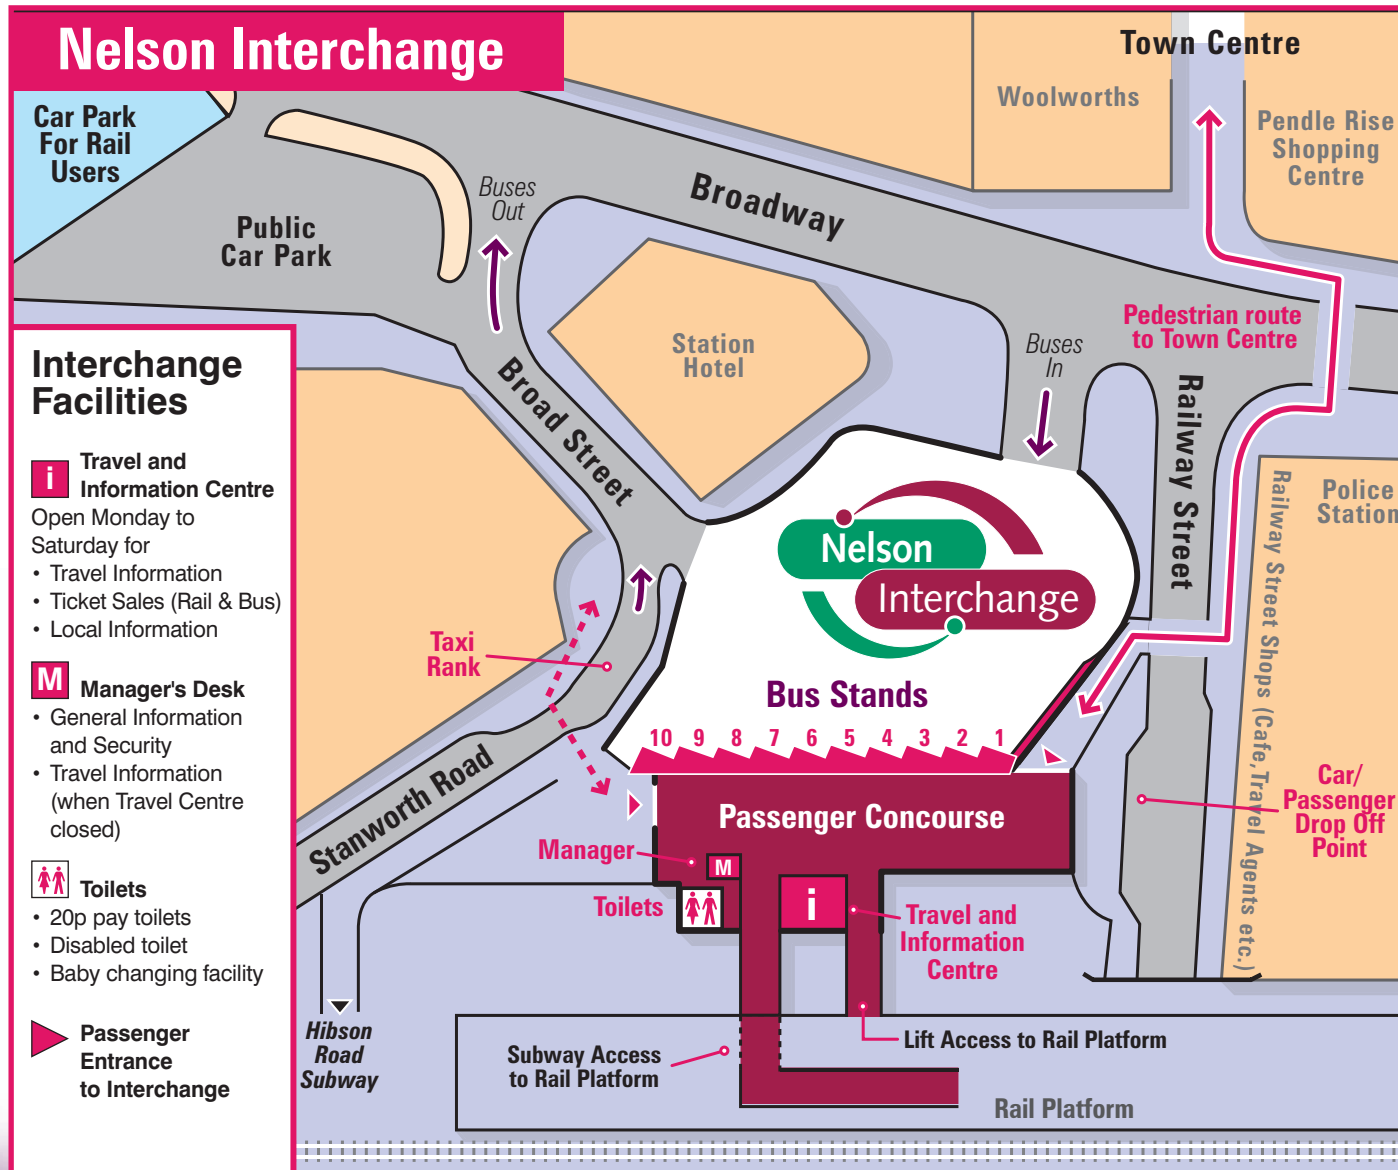 Nelson Interchange
Town Centre
Woolworths
Pendle Rise
Shopping
Centre
Car Park
For Rail
Users
Public
Car Park
Buses
Out
Broadway
Station
Hotel
Buses
In
Pedestrian route
to Town Centre
Broad Street
Railway Street
Police
Station
Railway Street Shops (Cafe,Travel Agents etc.)
Nelson
Interchange
Taxi
Rank
Bus Stands
10 9 8 7 6 5 4 3 2 1
Stanworth Road
Passenger Concourse
Car/
Passenger
Drop Off
Point
Manager
M
Toilets
i
Travel and
Information
Centre
Hibson
Road
Subway
Subway Access
to Rail Platform
Lift Access to Rail Platform
Rail Platform
Interchange
Facilities
i
Travel and
Information Centre
Open Monday to
Saturday for
• Travel Information
• Ticket Sales (Rail & Bus)
• Local Information
M
Manager's Desk
• General Information
and Security
• Travel Information
(when Travel Centre
closed)
Toilets
• 20p pay toilets
• Disabled toilet
• Baby changing facility
Passenger
Entrance
to Interchange